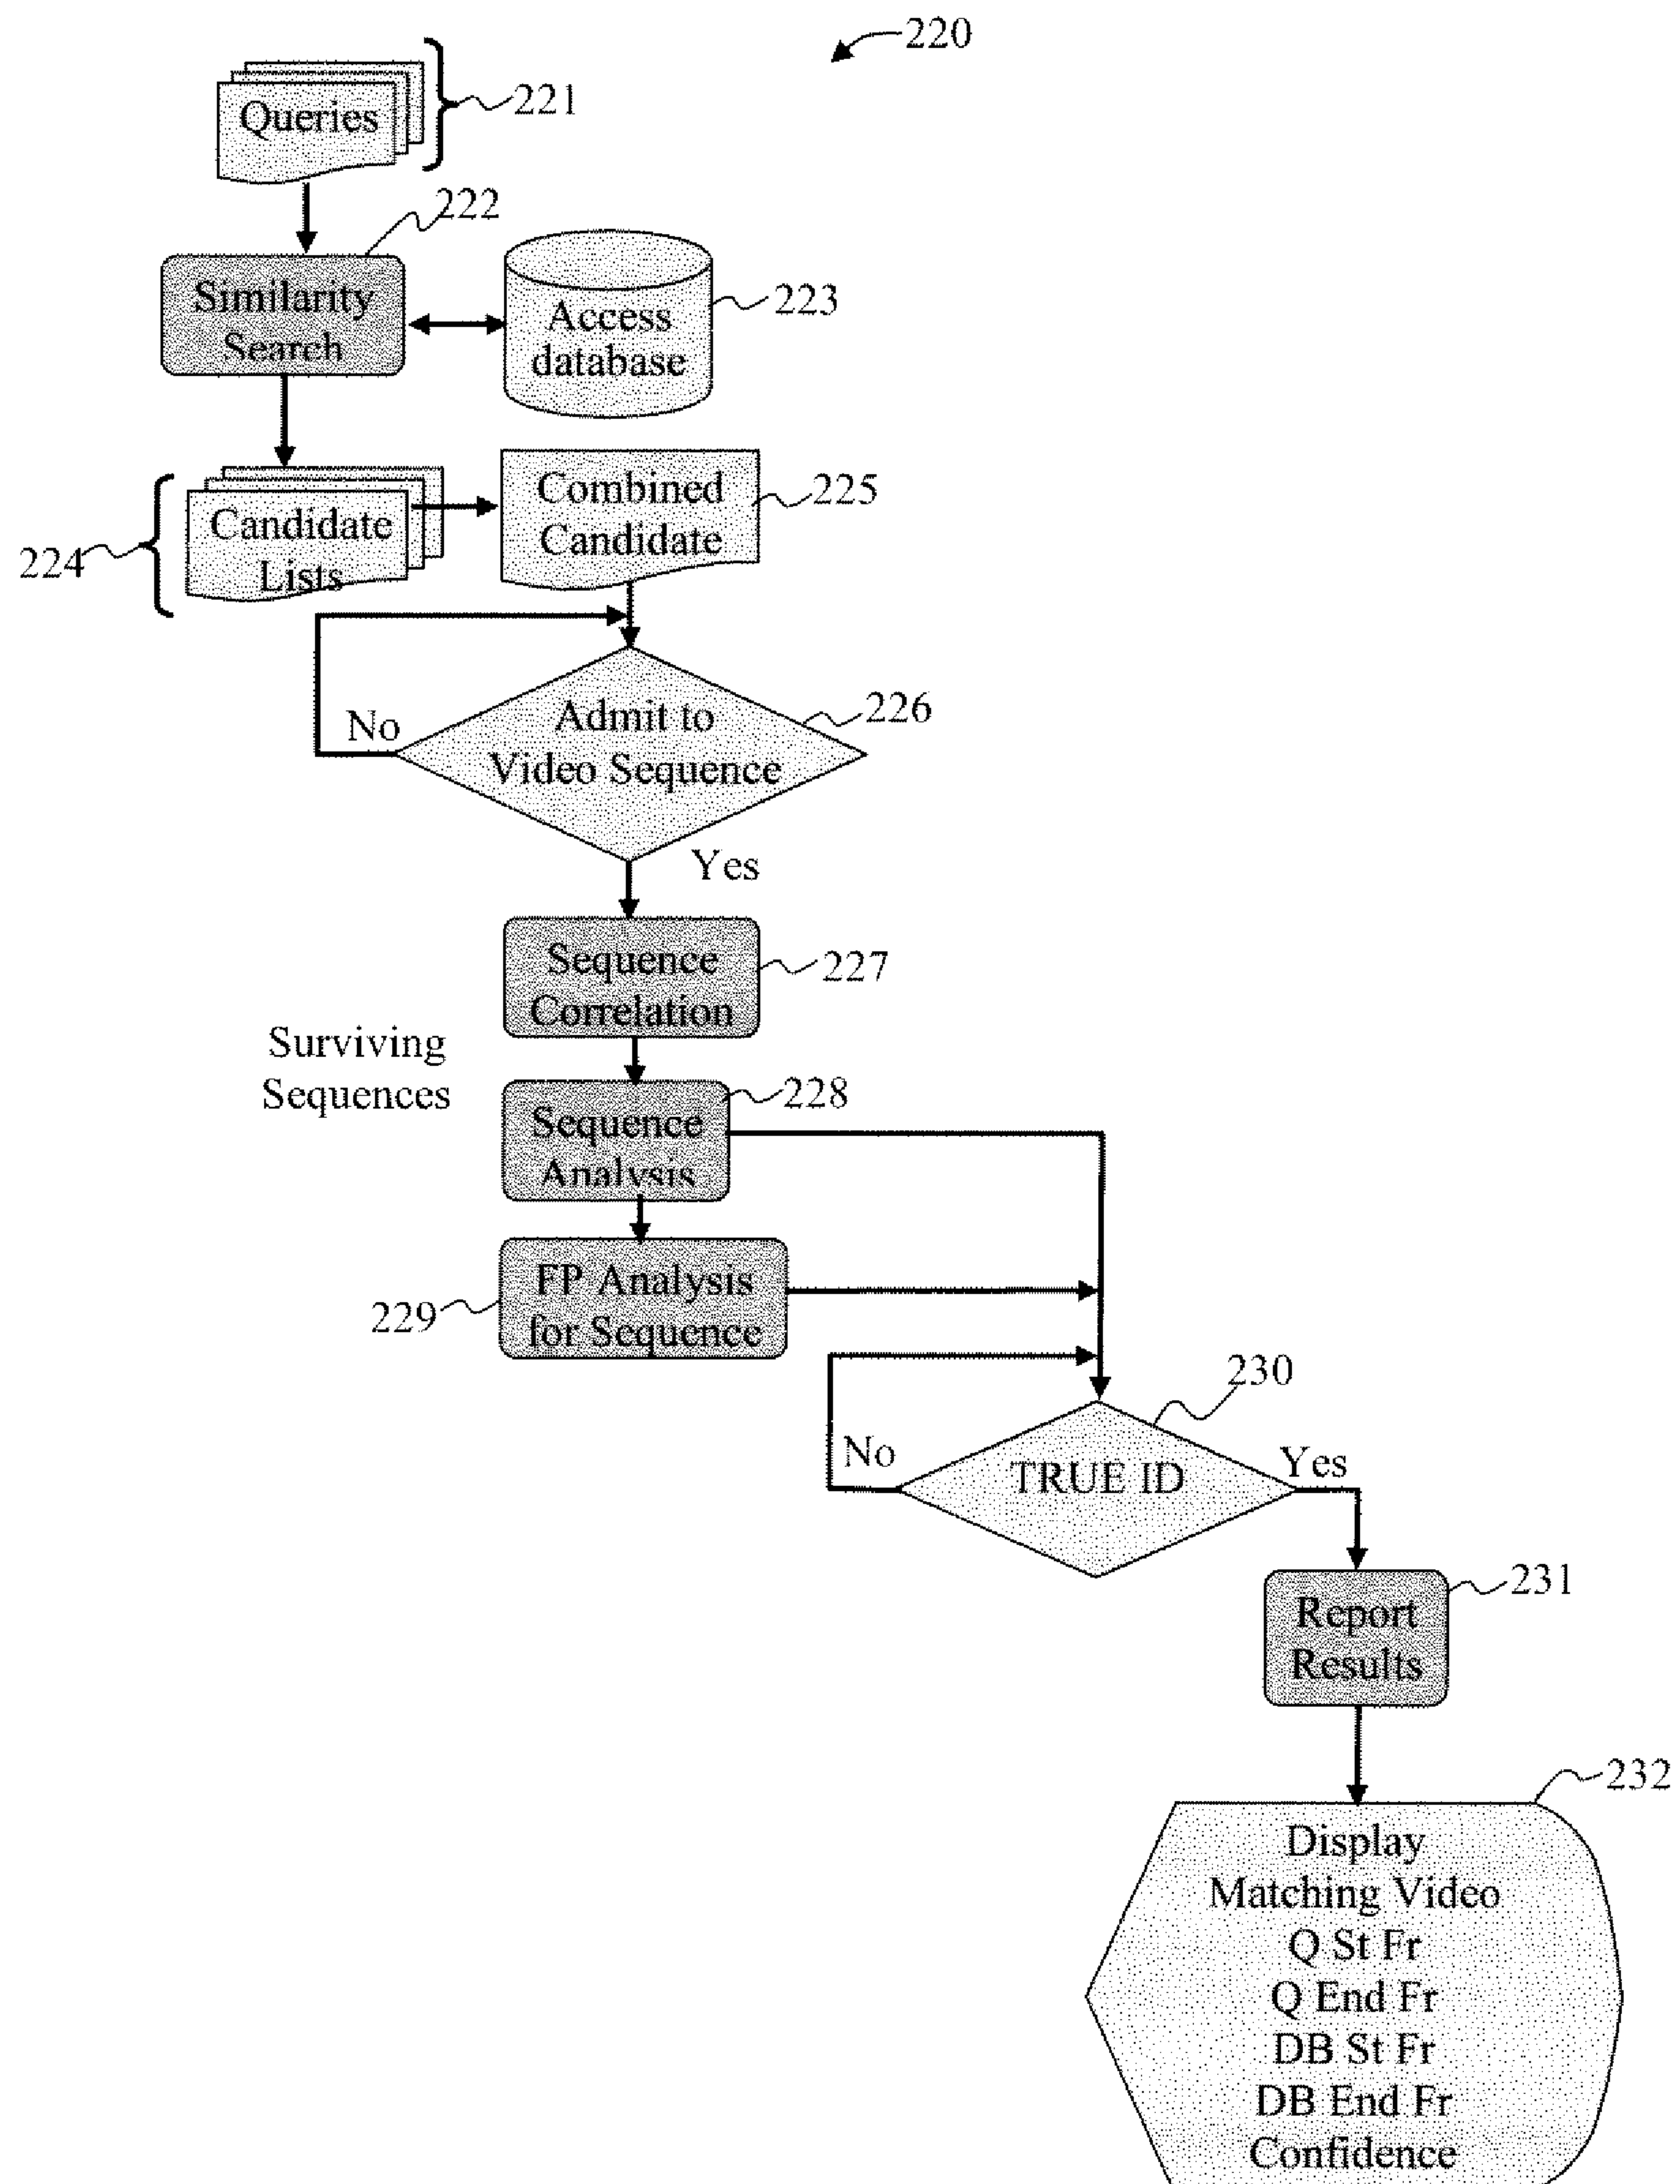 220
Queries
221
222
Similarity
Search
Access
database
223
Combined
Candidate
225
Candidate
Lists
224
Admit to
Video Sequence
226
No
Yes
Sequence
Correlation
227
Surviving
Sequences
Sequence
Analysis
228
FP Analysis
for Sequence
229
230
No
TRUE ID
Yes
Report
Results
231
232
Display
Matching Video
Q St Fr
Q End Fr
DB St Fr
DB End Fr
Confidence